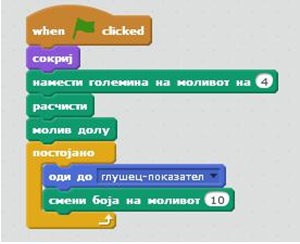 when clicked
сокриј
намести големина на моливот на 4
расчисти
молив долу
постојано
оди до глушец-показател
смени боја на моливот 10